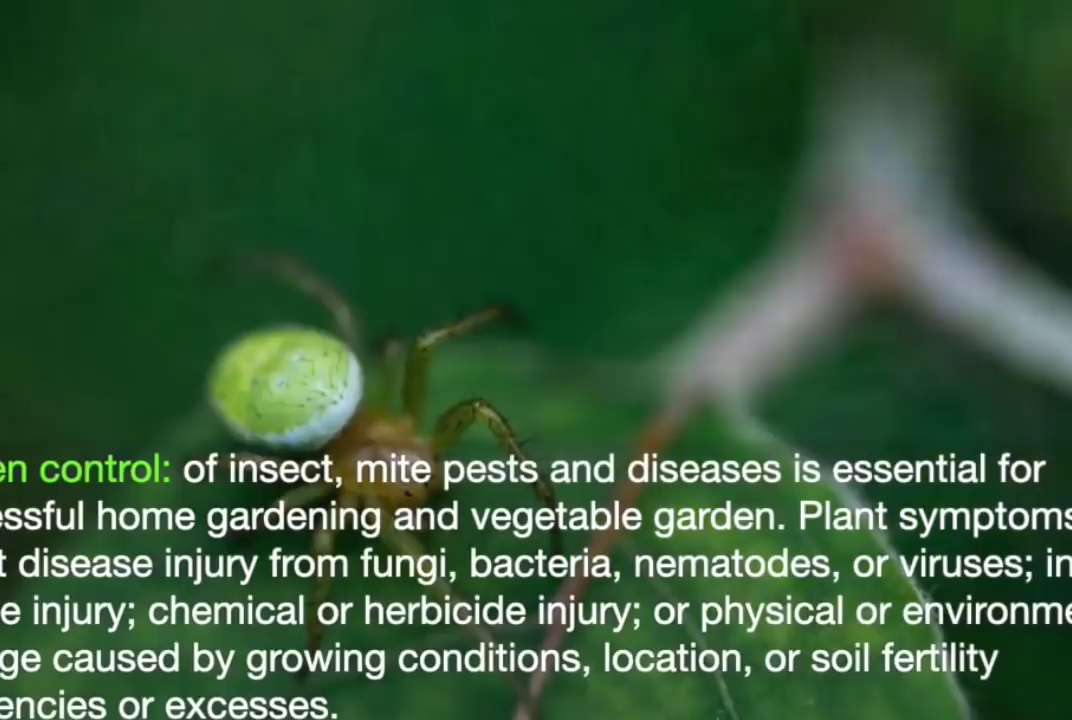 en control: of insect, mite pests and diseases is essential for
essful home gardening and vegetable garden. Plant symptoms
t disease injury from fungi, bacteria, nematodes, or viruses; in
e injury; chemical or herbicide injury; or physical or environme
ge caused by growing conditions, location, or soil fertility
encies or excesses.